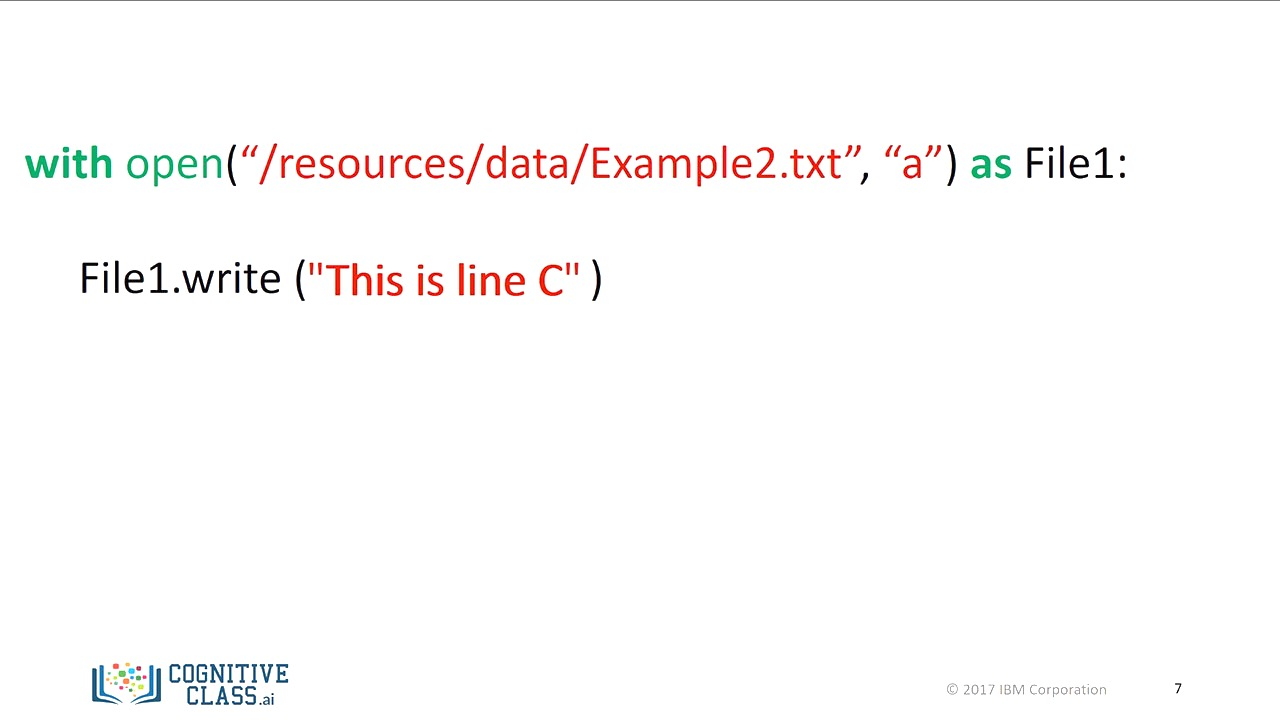 with open(“/resources/data/Example2.txt”, “a”) as File1:
File1.write ("This is line C" )
COGNITIVE
CLASS.ai
© 2017 IBM Corporation
7